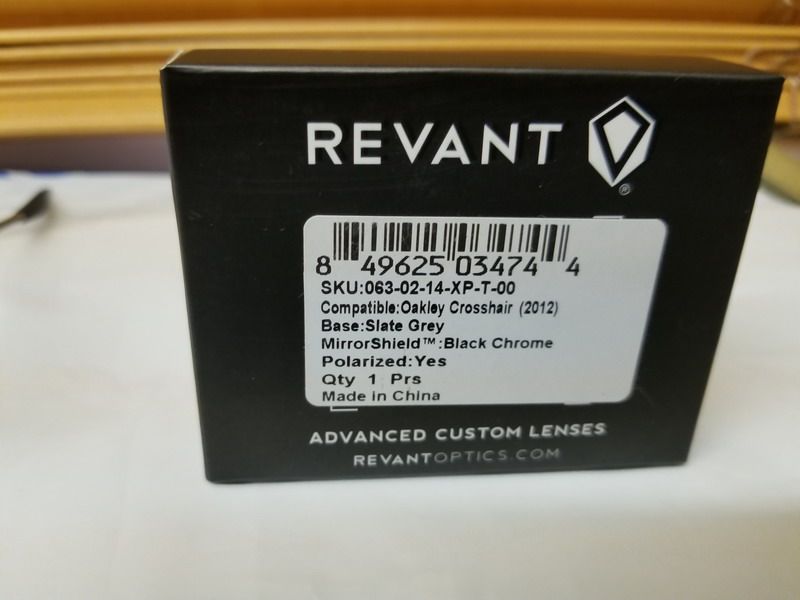 REVANT
®
8 49625 03474 4
SKU:063-02-14-XP-T-00
Compatible:Oakley Crosshair (2012)
Base:Slate Grey
MirrorShield™:Black Chrome
Polarized:Yes
Qty 1 Prs
Made in China
ADVANCED CUSTOM LENSES
REVANTOPTICS.COM